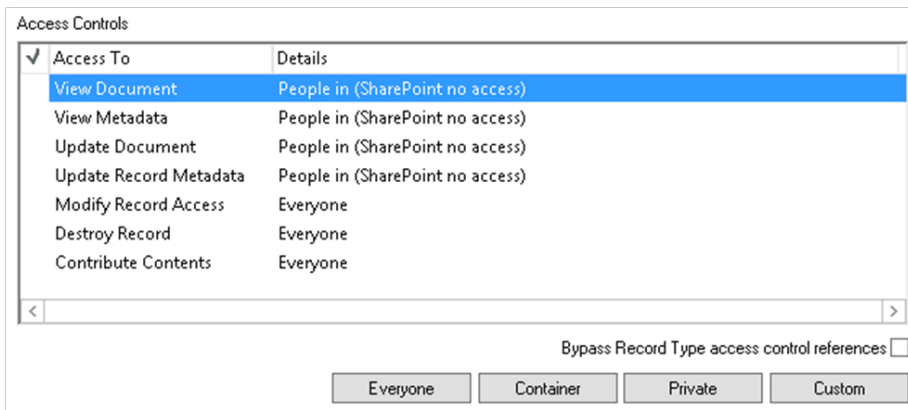 Access Controls
Access To Details
View Document People in (SharePoint no access)
View Metadata People in (SharePoint no access)
Update Document People in (SharePoint no access)
Update Record Metadata People in (SharePoint no access)
Modify Record Access Everyone
Destroy Record Everyone
Contribute Contents Everyone
Bypass Record Type access control references
Everyone Container Private Custom